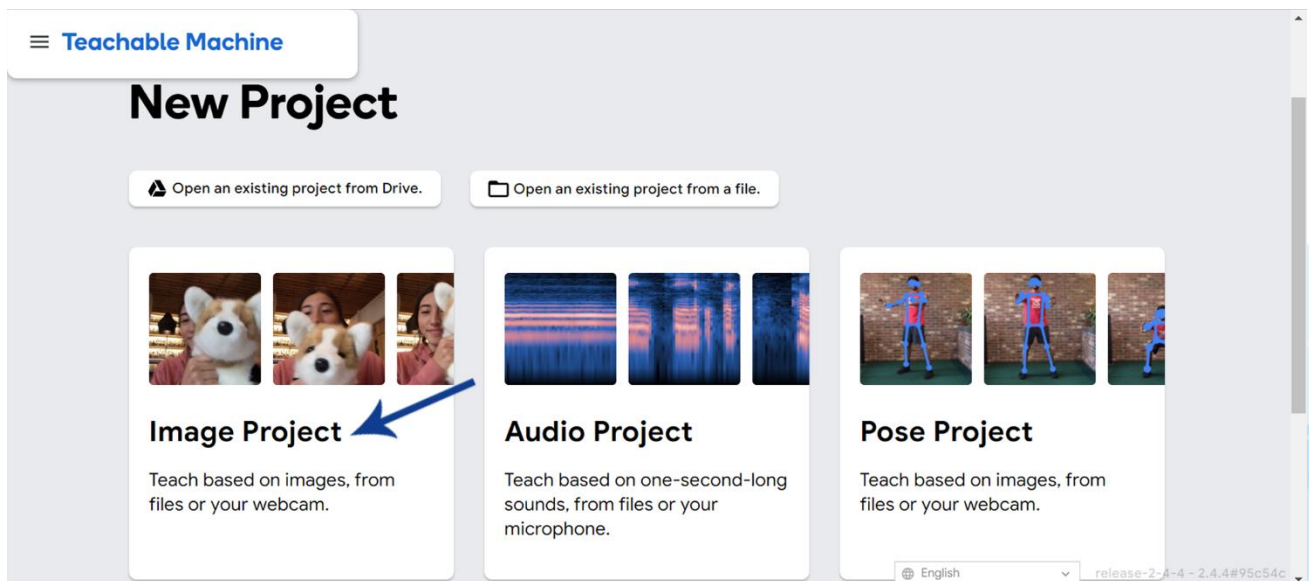 Teachable Machine
New Project
Open an existing project from Drive.
Open an existing project from a file.
Image Project
Teach based on images, from
files or your webcam.
Audio Project
Teach based on one-second-long
sounds, from files or your
microphone.
Pose Project
Teach based on images, from
files or your webcam.
English
release-2-4-4 - 2.4.4#95c54c